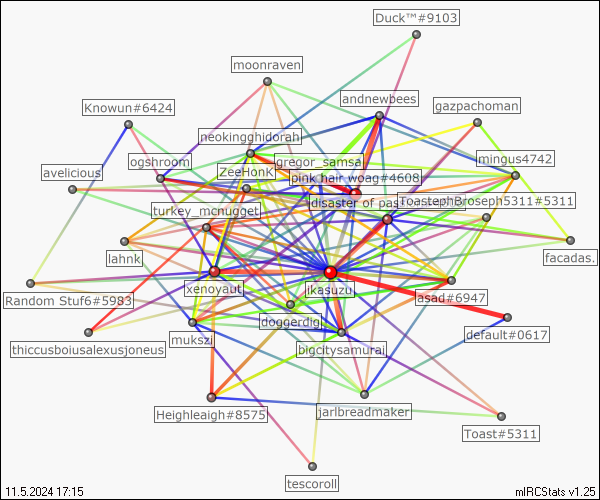 Duck™#9103
moonraven
andnewbees
gazpachoman
Knowun#6424
neokingghidorah
ogshroom
gregor_samsa
mingus4742
avelicious
ZeeHonK
pink hair woag#4608
disaster of pas
ToastephBroseph5311#5311
turkey_mcnugget
lahnk
facadas.
xenoyaut
jkasuzu
Random Stuf6#5983
asad#6947
doggerdig
default#0617
mukszi
bigcitysamurai
thiccusboiusalexusjoneus
Heighleigh#8575
jarlbreadmaker
Toast#5311
tescoroll
11.5.2024 17:15
mIRCStats v1.25